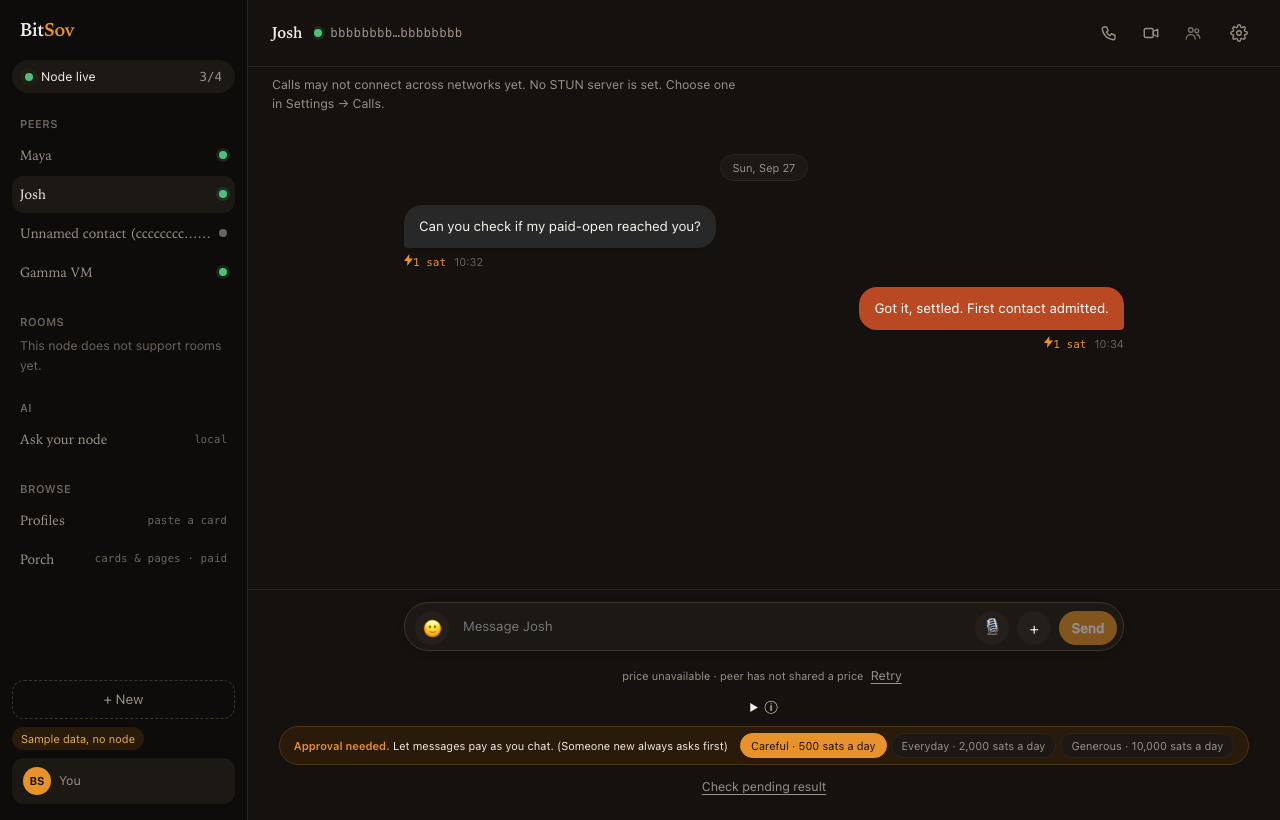 BitSov
Node live 3/4
PEERS
Maya
Josh
Unnamed contact (cccccccc……
Gamma VM
ROOMS
This node does not support rooms
yet.
AI
Ask your node local
BROWSE
Profiles paste a card
Porch cards & pages · paid
+ New
Sample data, no node
BS You
Josh bbbbbbbb…bbbbbbbb
Calls may not connect across networks yet. No STUN server is set. Choose one
in Settings → Calls.
Sun, Sep 27
Can you check if my paid-open reached you?
⚡1 sat 10:32
Got it, settled. First contact admitted.
⚡1 sat 10:34
🙂 Message Josh 🎙 + Send
price unavailable · peer has not shared a price Retry
▶ ⓘ
Approval needed. Let messages pay as you chat. (Someone new always asks first) Careful · 500 sats a day Everyday · 2,000 sats a day Generous · 10,000 sats a day
Check pending result